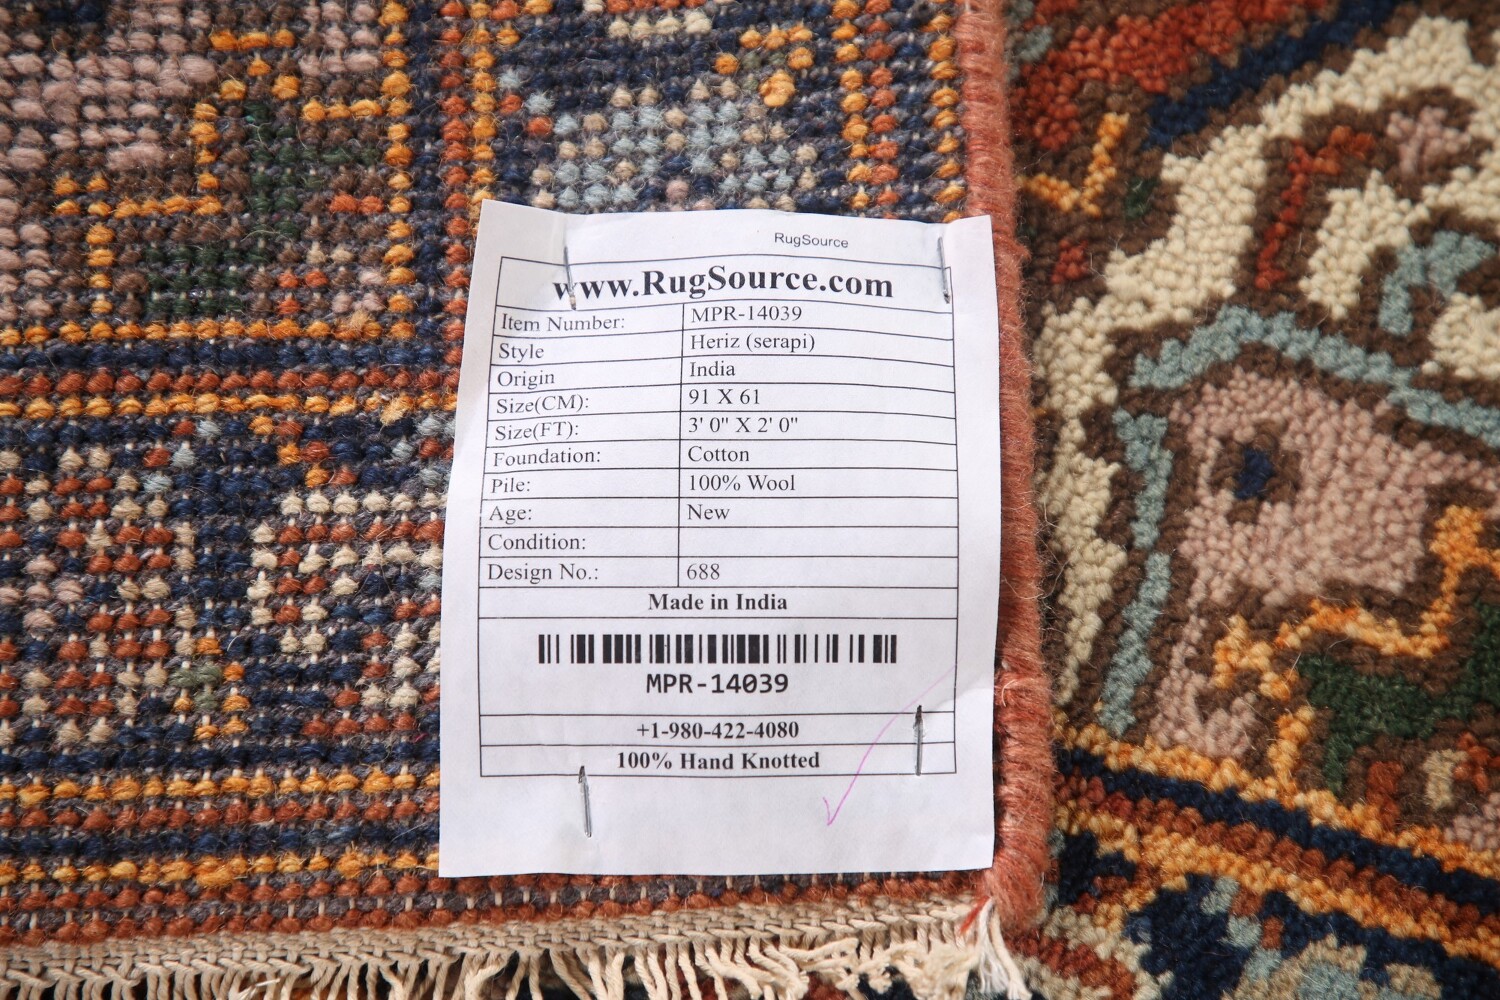 RugSource
www.RugSource.com
Item Number: MPR-14039
Style Heriz (serapi)
Origin India
Size(CM): 91 X 61
Size(FT): 3' 0" X 2' 0"
Foundation: Cotton
Pile: 100% Wool
Age: New
Condition:
Design No.: 688
Made in India
MPR-14039
+1-980-422-4080
100% Hand Knotted